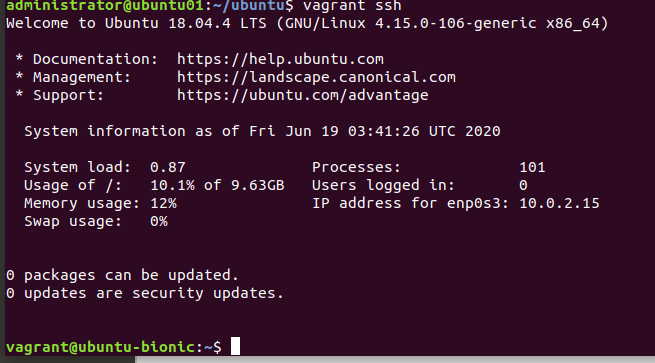 administrator@ubuntu01:~/ubuntu$ vagrant ssh
Welcome to Ubuntu 18.04.4 LTS (GNU/Linux 4.15.0-106-generic x86_64)
* Documentation: https://help.ubuntu.com
* Management: https://landscape.canonical.com
* Support: https://ubuntu.com/advantage
System information as of Fri Jun 19 03:41:26 UTC 2020
System load: 0.87 Processes: 101
Usage of /: 10.1% of 9.63GB Users logged in: 0
Memory usage: 12% IP address for enp0s3: 10.0.2.15
Swap usage: 0%
0 packages can be updated.
0 updates are security updates.
vagrant@ubuntu-bionic:~$